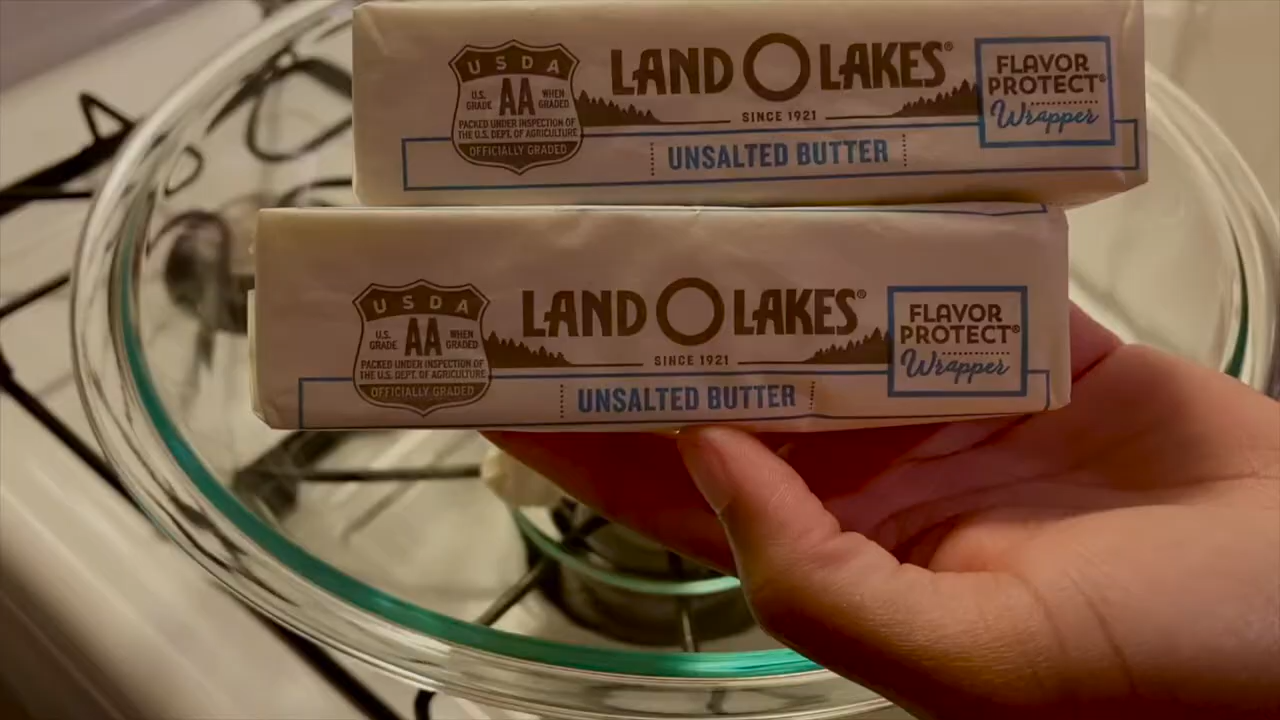 USDA
U.S. GRADE AA WHEN GRADED
PACKED UNDER INSPECTION OF
THE U.S. DEPT. OF AGRICULTURE
OFFICIALLY GRADED
LAND O LAKES®
SINCE 1921
UNSALTED BUTTER
FLAVOR
PROTECT®
Wrapper
USDA
U.S. GRADE AA WHEN GRADED
PACKED UNDER INSPECTION OF
THE U.S. DEPT. OF AGRICULTURE
OFFICIALLY GRADED
LAND O LAKES®
SINCE 1921
UNSALTED BUTTER
FLAVOR
PROTECT®
Wrapper